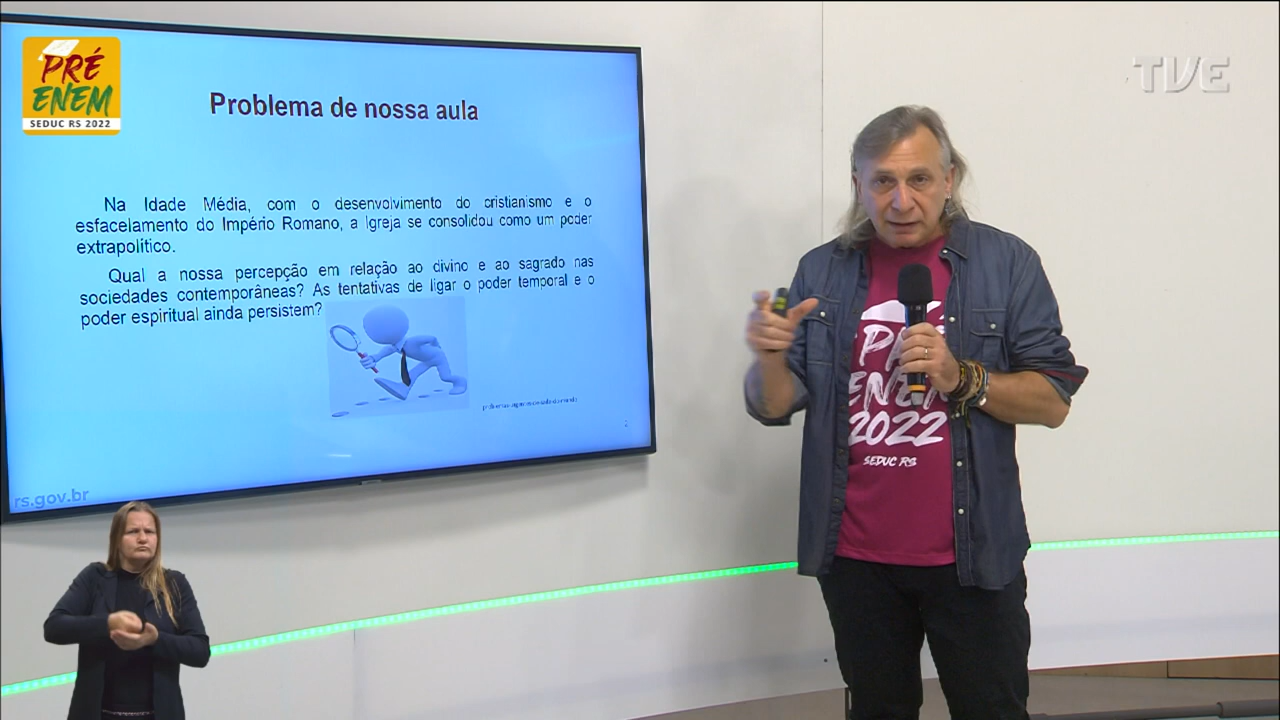 PRÉ
ENEM
SEDUC RS 2022
Problema de nossa aula
Na Idade Média, com o desenvolvimento do cristianismo e o
esfacelamento do Império Romano, a Igreja se consolidou como um poder
extrapolítico.
Qual a nossa percepção em relação ao divino e ao sagrado nas
sociedades contemporâneas? As tentativas de ligar o poder temporal e o
poder espiritual ainda persistem?
rs.gov.br
TVE
PRÉ
ENEM
2022
SEDUC RS